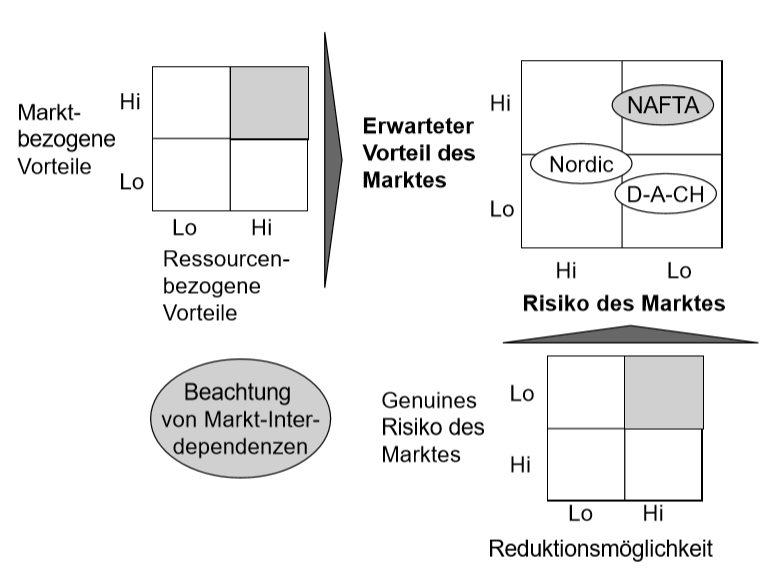 Markt-
bezogene
Vorteile
Hi
Lo
Lo
Hi
Ressourcen-
bezogene
Vorteile
Erwarteter
Vorteil des
Marktes
Hi
Lo
NAFTA
Nordic
D-A-CH
Hi
Lo
Risiko des Marktes
Beachtung
von Markt-Inter-
dependenzen
Genuines
Risiko des
Marktes
Lo
Hi
Lo
Hi
Reduktionsmöglichkeit